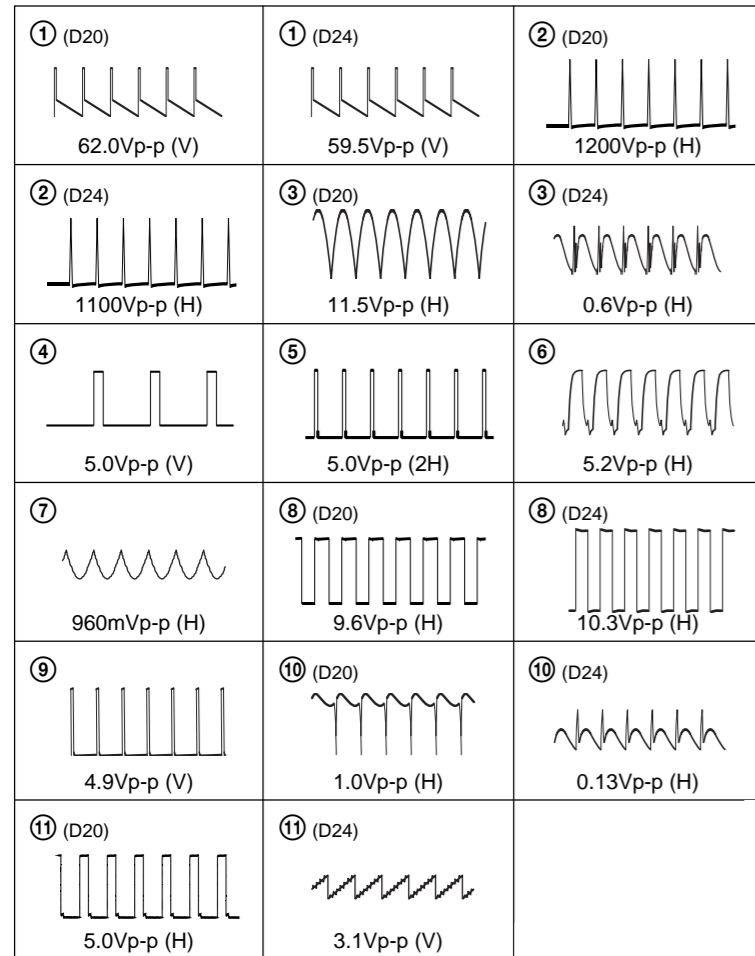 ① (D20)
62.0Vp-p (V)
① (D24)
59.5Vp-p (V)
② (D20)
1200Vp-p (H)
② (D24)
1100Vp-p (H)
③ (D20)
11.5Vp-p (H)
③ (D24)
0.6Vp-p (H)
④
5.0Vp-p (V)
⑤
5.0Vp-p (2H)
⑥
5.2Vp-p (H)
⑦
960mVp-p (H)
⑧ (D20)
9.6Vp-p (H)
⑧ (D24)
10.3Vp-p (H)
⑨
4.9Vp-p (V)
⑩ (D20)
1.0Vp-p (H)
⑩ (D24)
0.13Vp-p (H)
⑪ (D20)
5.0Vp-p (H)
⑪ (D24)
3.1Vp-p (V)